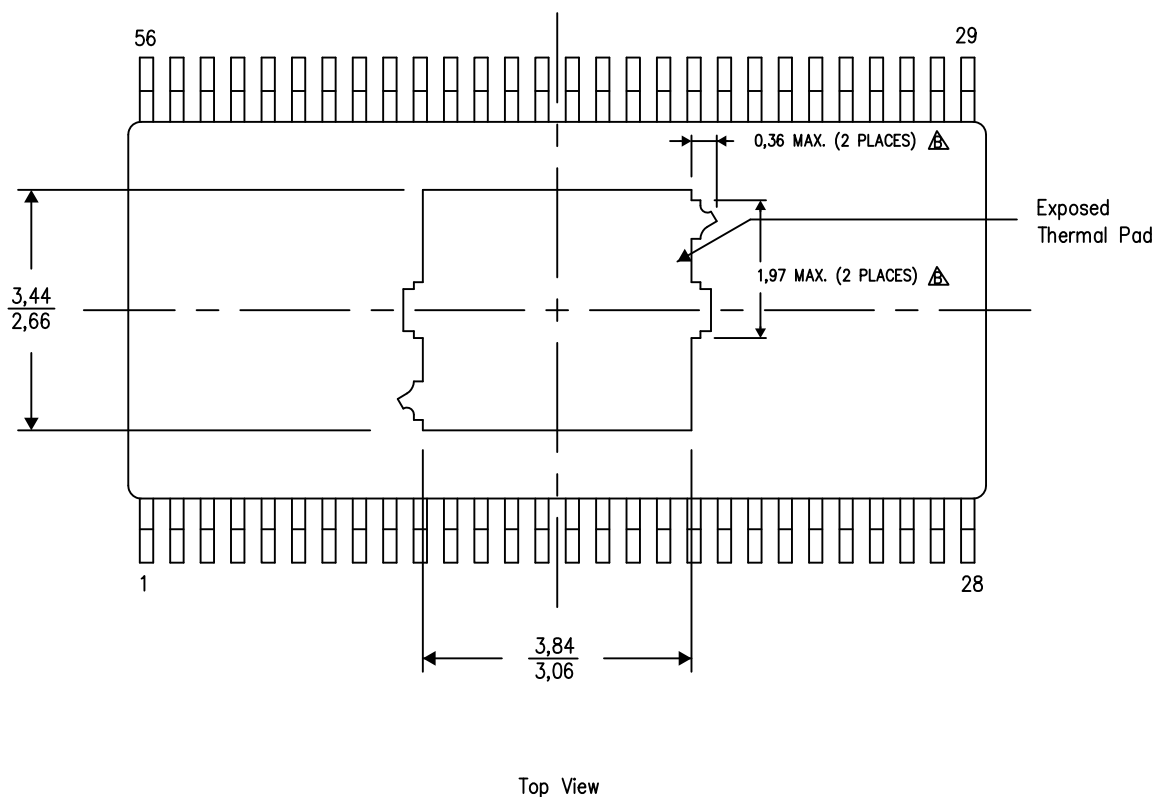 56
29
0,36 MAX. (2 PLACES) B
Exposed
Thermal Pad
1,97 MAX. (2 PLACES) B
3,44
2,66
1
28
3,84
3,06
Top View